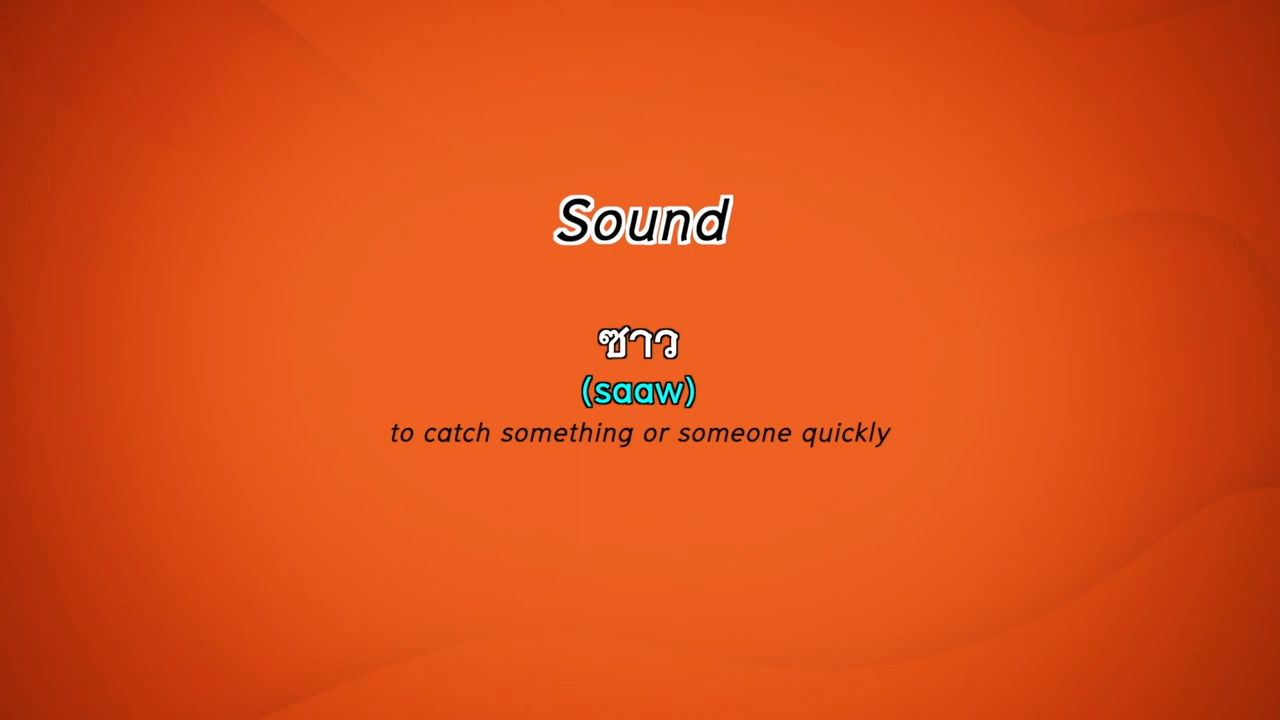 Sound
ซาว
(saaw)
to catch something or someone quickly